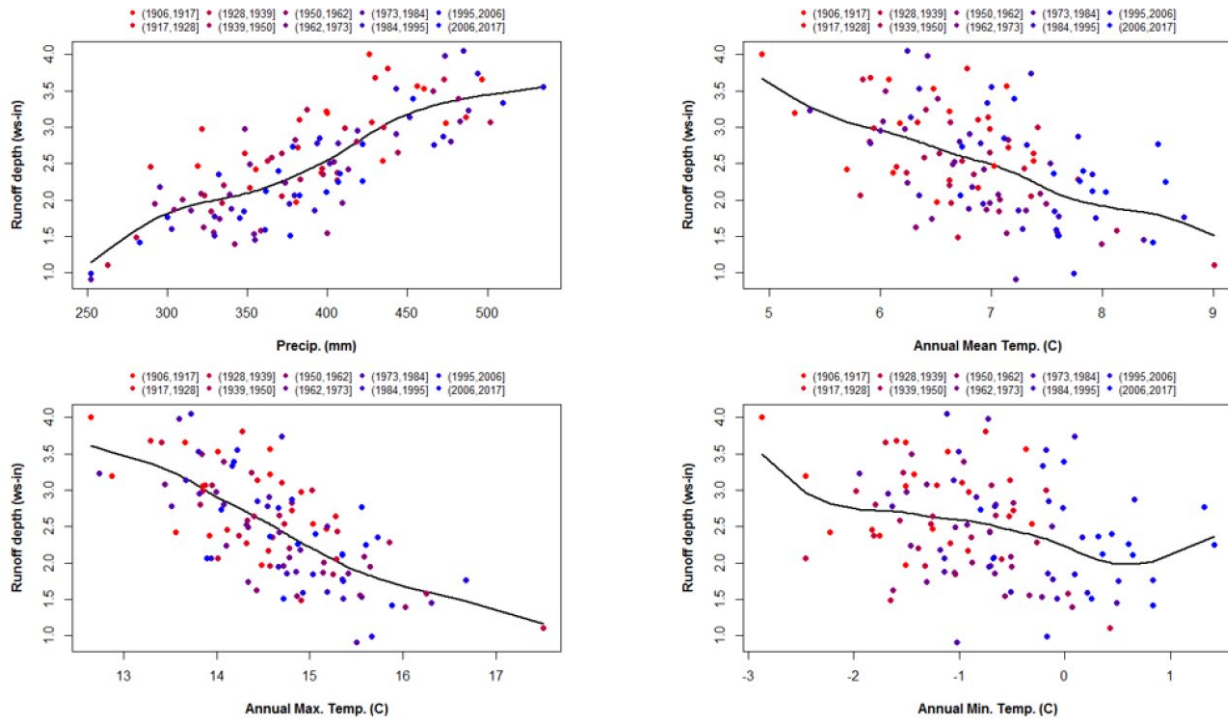 (1906,1917] (1928,1939] (1950,1962] (1973,1984] (1995,2006]
(1917,1928] (1939,1950] (1962,1973] (1984,1995] (2006,2017]
Runoff depth (ws-in)
4.0
3.5
3.0
2.5
2.0
1.5
1.0
250 300 350 400 450 500
Precip. (mm)
(1906,1917] (1928,1939] (1950,1962] (1973,1984] (1995,2006]
(1917,1928] (1939,1950] (1962,1973] (1984,1995] (2006,2017]
Runoff depth (ws-in)
4.0
3.5
3.0
2.5
2.0
1.5
1.0
5 6 7 8 9
Annual Mean Temp. (C)
(1906,1917] (1928,1939] (1950,1962] (1973,1984] (1995,2006]
(1917,1928] (1939,1950] (1962,1973] (1984,1995] (2006,2017]
Runoff depth (ws-in)
4.0
3.5
3.0
2.5
2.0
1.5
1.0
13 14 15 16 17
Annual Max. Temp. (C)
(1906,1917] (1928,1939] (1950,1962] (1973,1984] (1995,2006]
(1917,1928] (1939,1950] (1962,1973] (1984,1995] (2006,2017]
Runoff depth (ws-in)
4.0
3.5
3.0
2.5
2.0
1.5
1.0
-3 -2 -1 0 1
Annual Min. Temp. (C)